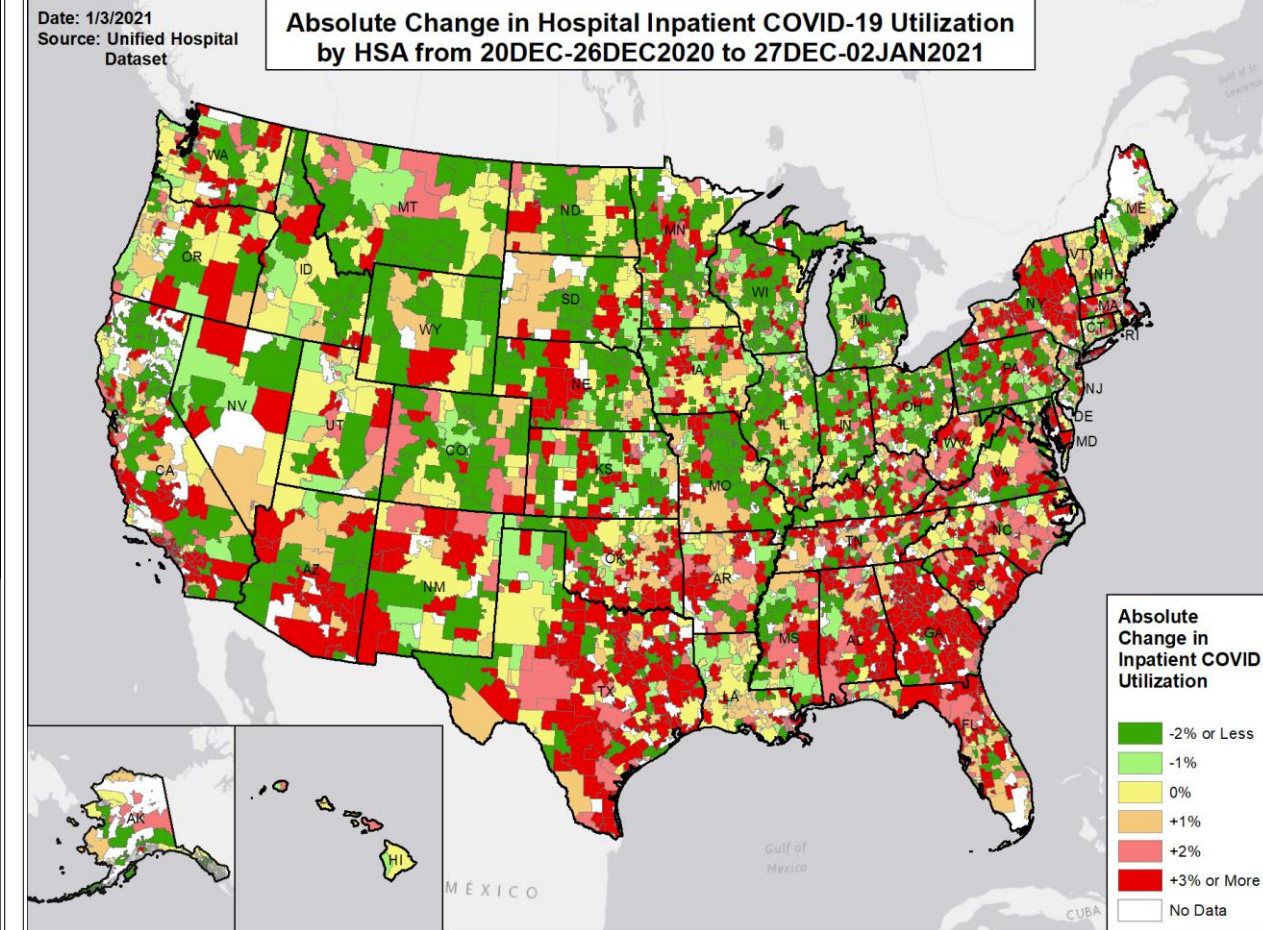 Date: 1/3/2021
Source: Unified Hospital
Dataset
Absolute Change in Hospital Inpatient COVID-19 Utilization
by HSA from 20DEC-26DEC2020 to 27DEC-02JAN2021
Gulf of St
Lawrence
WA
MT
ND
MN
ME
OR
ID
SD
WI
MI
VT
NH
NY
MA
CT
RI
WY
NE
IA
PA
NJ
NV
UT
CO
KS
IL
IN
OH
DE
MD
CA
MO
WV
VA
KY
AZ
NM
OK
AR
TN
NC
SC
MS
AL
GA
TX
LA
FL
AK
HI
MÉXICO
Gulf of
Mexico
CUBA
Absolute
Change in
Inpatient COVID
Utilization
-2% or Less
-1%
0%
+1%
+2%
+3% or More
No Data